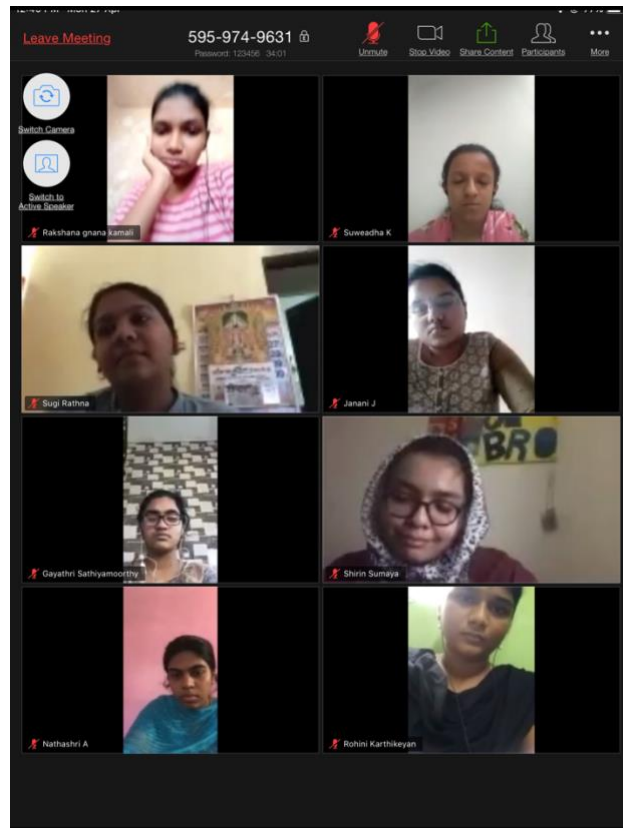 Leave Meeting
595-974-9631
Password: 123456 34:01
Unmute
Stop Video
Share Content
Participants
More
Switch Camera
Switch to
Active Speaker
Rakshana gnana kamali
Suweadha K
Sugi Rathna
Janani J
Gayathri Sathiyamoorthy
BRO
Shirin Sumaya
Nathashri A
Rohini Karthikeyan